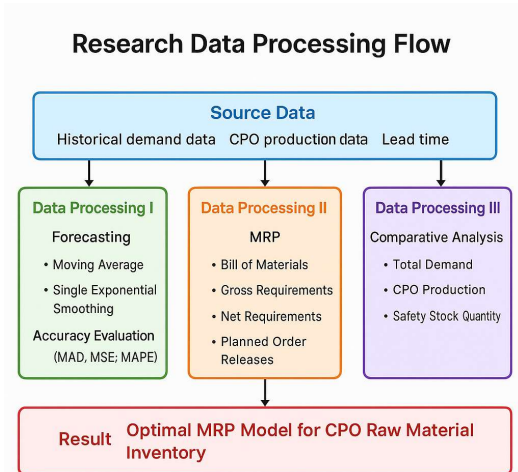 Research Data Processing Flow
Source Data
Historical demand data CPO production data Lead time
Data Processing I
Forecasting
• Moving Average
• Single Exponential
Smoothing
Accuracy Evaluation
(MAD, MSE; MAPE)
Data Processing II
MRP
• Bill of Materials
• Gross Requirements
• Net Requirements
• Planned Order
Releases
Data Processing III
Comparative Analysis
• Total Demand
• CPO Production
• Safety Stock Quantity
Result
Optimal MRP Model for CPO Raw Material
Inventory